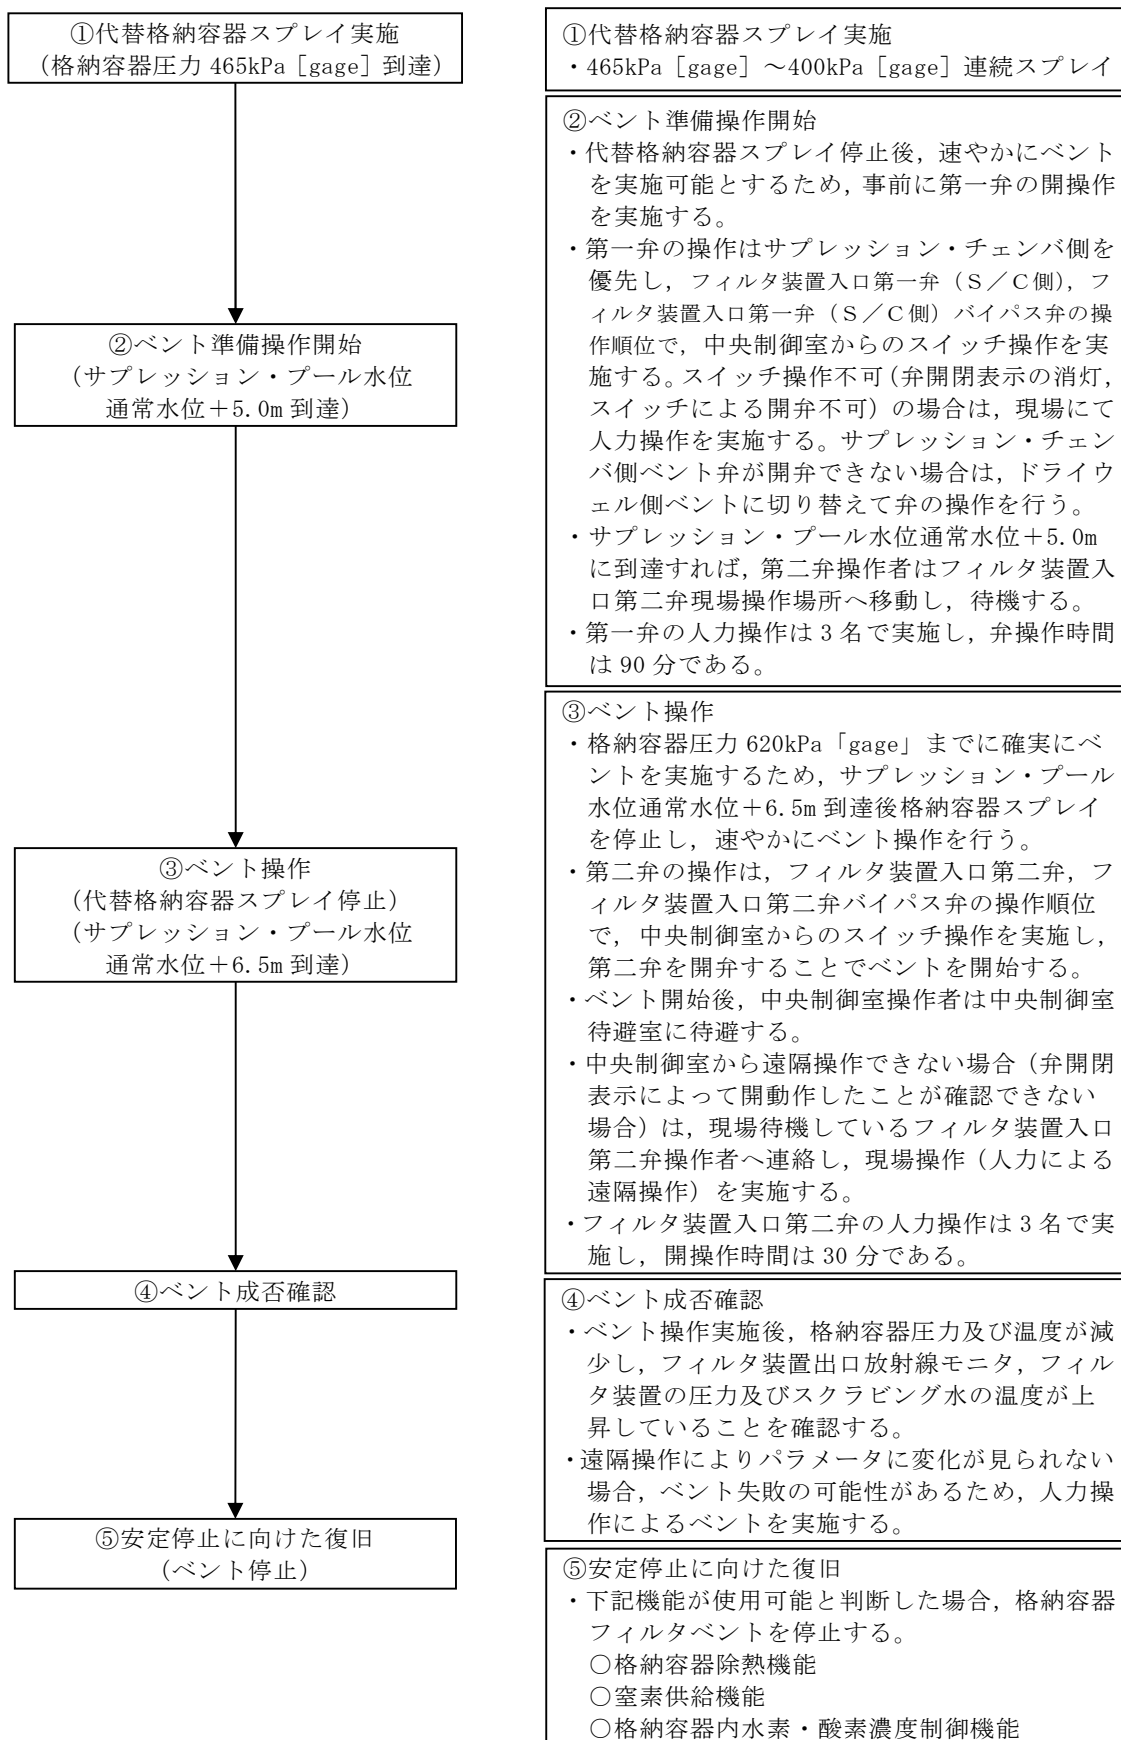 ①代替格納容器スプレイ実施
(格納容器圧力 465kPa［gage］到達)
②ベント準備操作開始
(サプレッション・プール水位
通常水位＋5.0m 到達)
③ベント操作
(代替格納容器スプレイ停止)
(サプレッション・プール水位
通常水位＋6.5m 到達)
④ベント成否確認
⑤安定停止に向けた復旧
(ベント停止)
①代替格納容器スプレイ実施
・465kPa［gage］～400kPa［gage］連続スプレイ
②ベント準備操作開始
・代替格納容器スプレイ停止後，速やかにベント
を実施可能とするため，事前に第一弁の開操作
を実施する。
・第一弁の操作はサプレッション・チェンバ側を
優先し，フィルタ装置入口第一弁（Ｓ／Ｃ側），フ
ィルタ装置入口第一弁（Ｓ／Ｃ側）バイパス弁の操
作順位で，中央制御室からのスイッチ操作を実
施する。スイッチ操作不可（弁開閉表示の消灯，
スイッチによる開弁不可）の場合は，現場にて
人力操作を実施する。サプレッション・チェン
バ側ベント弁が開弁できない場合は，ドライウ
ェル側ベントに切り替えて弁の操作を行う。
・サプレッション・プール水位通常水位＋5.0m
に到達すれば，第二弁操作者はフィルタ装置入
口第二弁現場操作場所へ移動し，待機する。
・第一弁の人力操作は 3 名で実施し，弁操作時間
は 90 分である。
③ベント操作
・格納容器圧力 620kPa「gage」までに確実にベ
ントを実施するため，サプレッション・プール
水位通常水位＋6.5m 到達後格納容器スプレイ
を停止し，速やかにベント操作を行う。
・第二弁の操作は，フィルタ装置入口第二弁，フ
ィルタ装置入口第二弁バイパス弁の操作順位
で，中央制御室からのスイッチ操作を実施し，
第二弁を開弁することでベントを開始する。
・ベント開始後，中央制御室操作者は中央制御室
待避室に待避する。
・中央制御室から遠隔操作できない場合（弁開閉
表示によって開動作したことが確認できない
場合）は，現場待機しているフィルタ装置入口
第二弁操作者へ連絡し，現場操作（人力による
遠隔操作）を実施する。
・フィルタ装置入口第二弁の人力操作は 3 名で実
施し，開操作時間は 30 分である。
④ベント成否確認
・ベント操作実施後，格納容器圧力及び温度が減
少し，フィルタ装置出口放射線モニタ，フィル
タ装置の圧力及びスクラビング水の温度が上
昇していることを確認する。
・遠隔操作によりパラメータに変化が見られない
場合，ベント失敗の可能性があるため，人力操
作によるベントを実施する。
⑤安定停止に向けた復旧
・下記機能が使用可能と判断した場合，格納容器
フィルタベントを停止する。
○格納容器除熱機能
○窒素供給機能
○格納容器内水素・酸素濃度制御機能